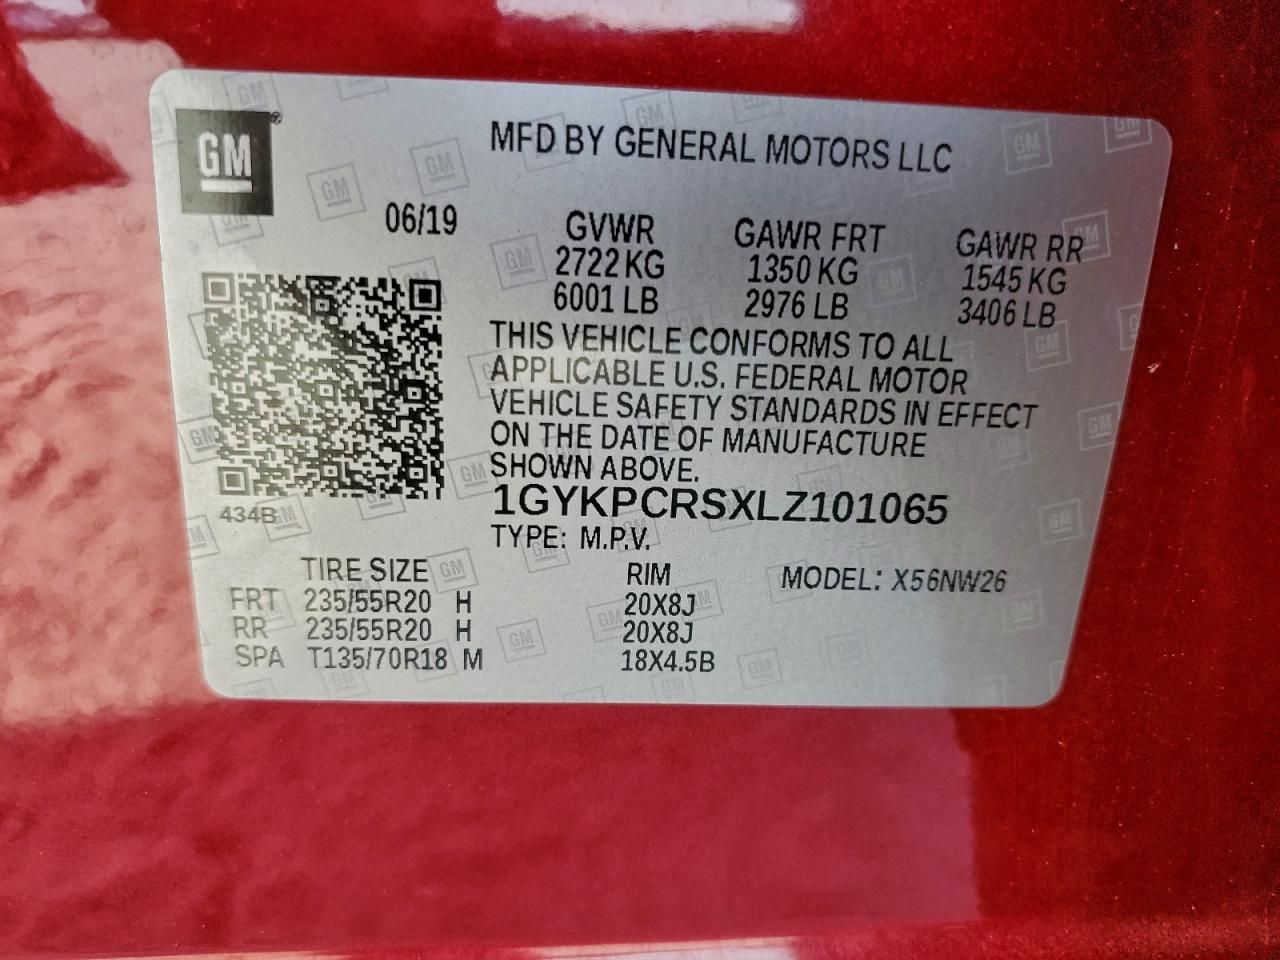 GM
MFD BY GENERAL MOTORS LLC
06/19
GVWR GAWR FRT GAWR RR
2722 KG 1350 KG 1545 KG
6001 LB 2976 LB 3406 LB
THIS VEHICLE CONFORMS TO ALL
APPLICABLE U.S. FEDERAL MOTOR
VEHICLE SAFETY STANDARDS IN EFFECT
ON THE DATE OF MANUFACTURE
SHOWN ABOVE.
434B
1GYKPCRSXLZ101065
TYPE: M.P.V.
TIRE SIZE RIM MODEL: X56NW26
FRT 235/55R20 H 20X8J
RR 235/55R20 H 20X8J
SPA T135/70R18 M 18X4.5B